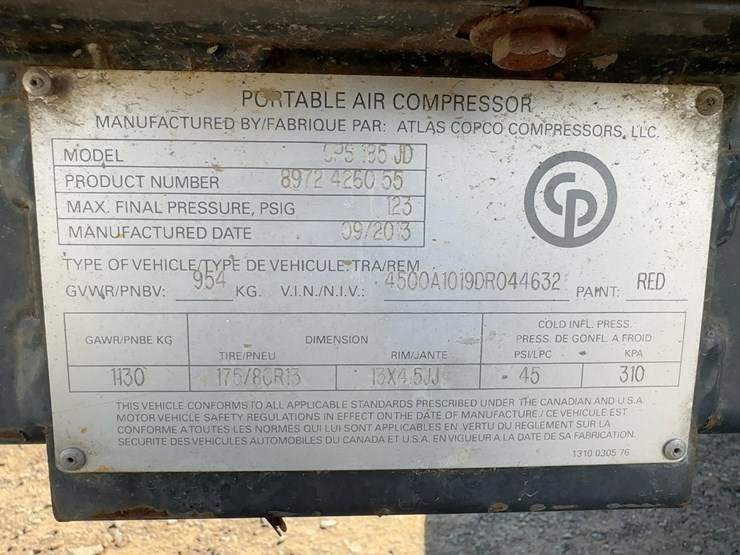 PORTABLE AIR COMPRESSOR
MANUFACTURED BY/FABRIQUE PAR: ATLAS COPCO COMPRESSORS, LLC.
MODEL CPS 185 JD
PRODUCT NUMBER 8972 4260 55
MAX. FINAL PRESSURE, PSIG 123
MANUFACTURED DATE 09/2013
CP
TYPE OF VEHICLE/TYPE DE VEHICULE: TRA/REM
GVWR/PNBV: 954 KG. V.I.N./N.I.V.: 4500A1019DR044632 PAINT: RED
GAWR/PNBE KG DIMENSION COLD INFL. PRESS.
PRESS. DE GONFL. A FROID
TIRE/PNEU RIM/JANTE PSI/LPC KPA
1130 175/80R13 13X4.5JJ 45 310
THIS VEHICLE CONFORMS TO ALL APPLICABLE STANDARDS PRESCRIBED UNDER THE CANADIAN AND U.S.A.
MOTOR VEHICLE SAFETY REGULATIONS IN EFFECT ON THE DATE OF MANUFACTURE / CE VEHICULE EST
CONFORME A TOUTES LES NORMES QUI LUI SONT APPLICABLES EN VERTU DU REGLEMENT SUR LA
SECURITE DES VEHICULES AUTOMOBILES DU CANADA ET U.S.A. EN VIGUEUR A LA DATE DE SA FABRICATION.
1310 0305 76